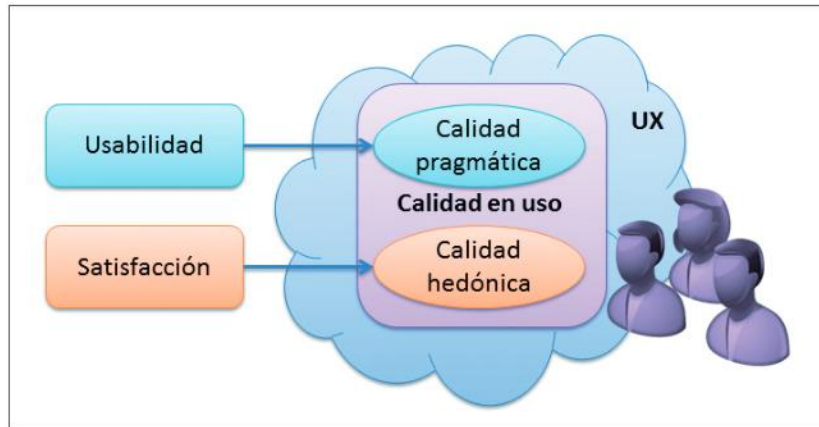 Usabilidad
Satisfacción
Calidad
pragmática
Calidad en uso
Calidad
hedónica
UX